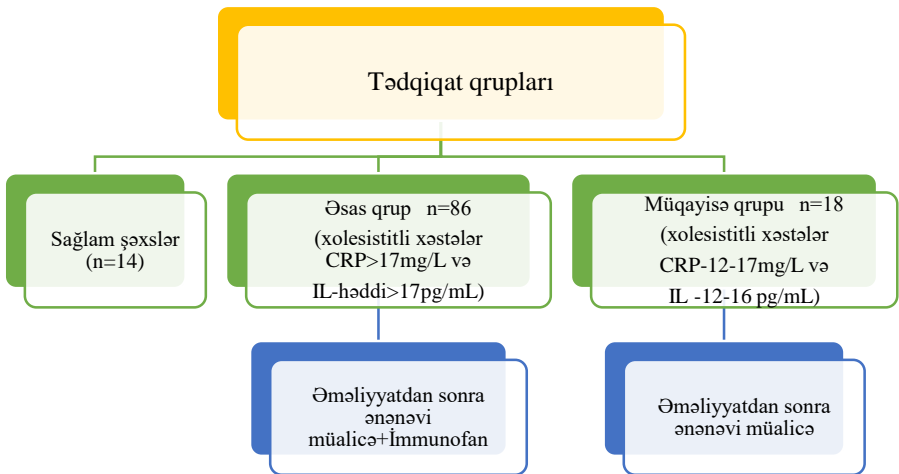 Tədqiqat qrupları
Sağlam şəxslər
(n=14)
Əsas qrup n=86
(xolesistitli xəstələr
CRP>17mg/L və
IL-həddi>17pg/mL)
Müqayisə qrupu n=18
(xolesistitli xəstələr
CRP-12-17mg/L və
IL -12-16 pg/mL)
Əməliyyatdan sonra
ənənəvi
müalicə+İmmunofan
Əməliyyatdan sonra
ənənəvi müalicə